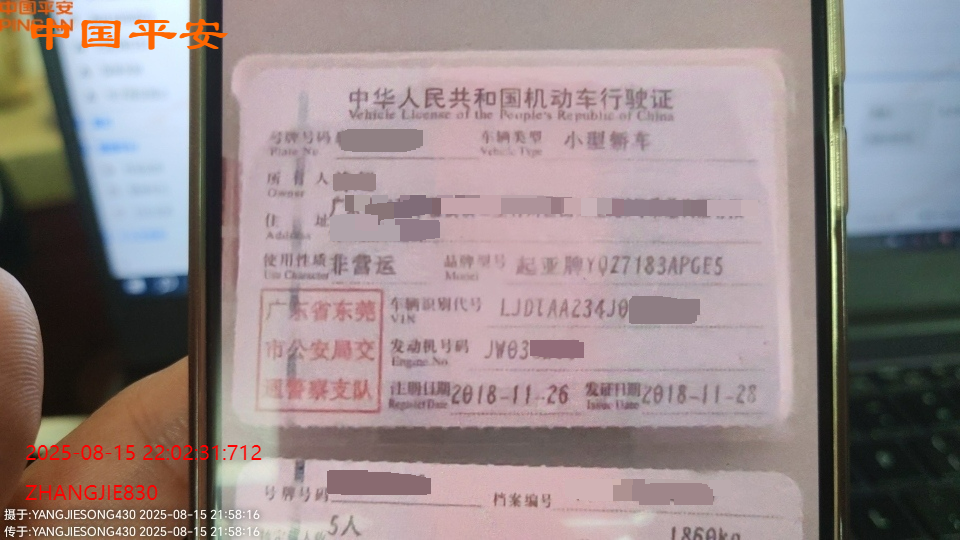 中国平安
PINGAN
中国平安
中华人民共和国机动车行驶证
Vehicle License of the People's Republic of China
号牌号码 车辆类型 小型轿车
Plate No. Vehicle Type
所有人
Owner
住址
Address
使用性质 非营运 品牌型号 起亚牌YQZ7183APGE5
Use Character Model
广东省东莞
市公安局交
通警察支队
车辆识别代号 LJD1AA234J0
VIN
发动机号码 JW03
Engine No.
注册日期 2018-11-26 发证日期 2018-11-28
Register Date Issue Date
2025-08-15 22:02:31:712
ZHANGJIE830
号牌号码 档案编号
摄于:YANGJIESONG430 2025-08-15 21:58:16
传于:YANGJIESONG430 2025-08-15 21:58:16
5人 1860kg